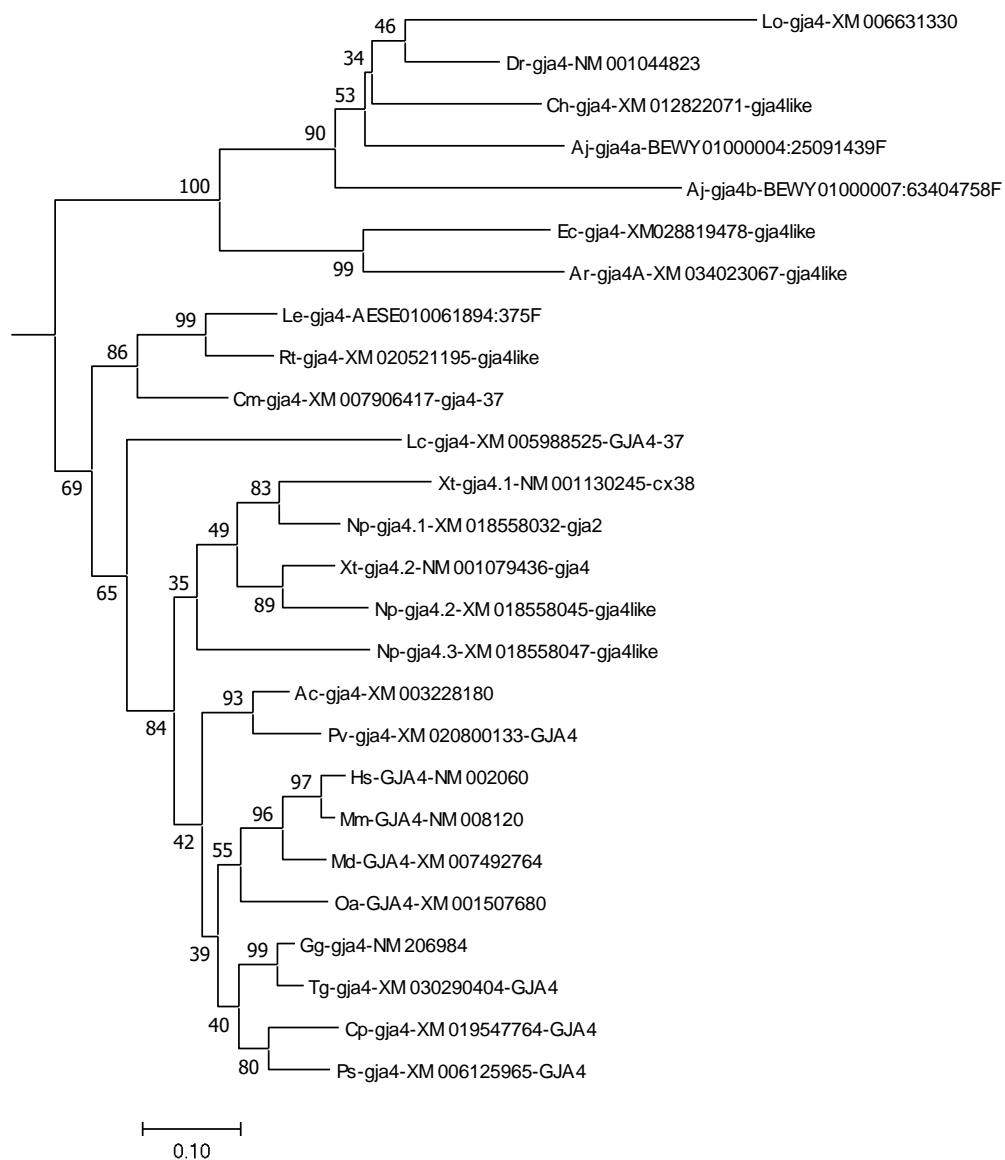 46
Lo-gja4-XM 006631330
34
Dr-gja4-NM 001044823
53
Ch-gja4-XM 012822071-gja4like
90
Aj-gja4a-BEWY01000004:25091439F
100
Aj-gja4b-BEWY01000007:63404758F
Ec-gja4-XM028819478-gja4like
99
Ar-gja4A-XM 034023067-gja4like
99
Le-gja4-AESE010061894:375F
86
Rt-gja4-XM 020521195-gja4like
Cm-gja4-XM 007906417-gja4-37
69
Lc-gja4-XM 005988525-GJA4-37
83
Xt-gja4.1-NM 001130245-cx38
49
Np-gja4.1-XM 018558032-gja2
65
35
Xt-gja4.2-NM 001079436-gja4
89
Np-gja4.2-XM 018558045-gja4like
Np-gja4.3-XM 018558047-gja4like
93
Ac-gja4-XM 003228180
84
Pv-gja4-XM 020800133-GJA4
97
Hs-GJA4-NM 002060
96
Mm-GJA4-NM 008120
42
55
Md-GJA4-XM 007492764
Oa-GJA4-XM 001507680
39
99
Gg-gja4-NM 206984
Tg-gja4-XM 030290404-GJA4
40
Cp-gja4-XM 019547764-GJA4
80
Ps-gja4-XM 006125965-GJA4
0.10